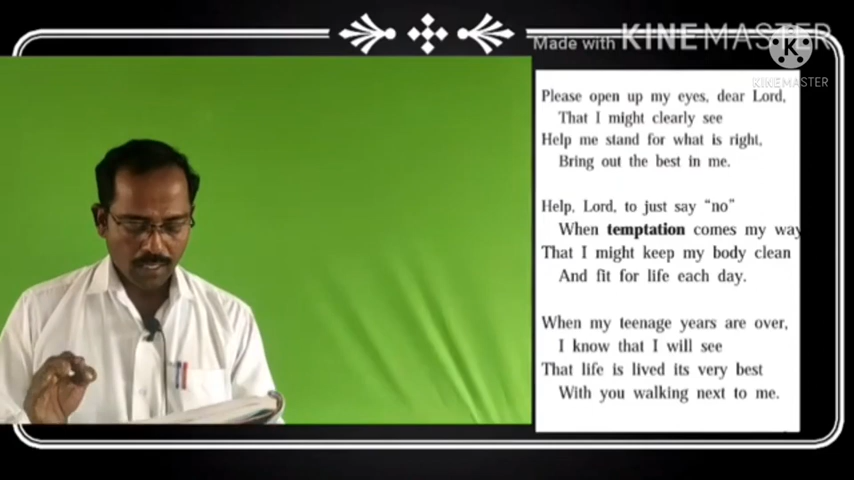 Made with KINEMASTER
KINEMASTER
Please open up my eyes, dear Lord,
That I might clearly see
Help me stand for what is right,
Bring out the best in me.
Help, Lord, to just say “no”
When temptation comes my way
That I might keep my body clean
And fit for life each day.
When my teenage years are over,
I know that I will see
That life is lived its very best
With you walking next to me.